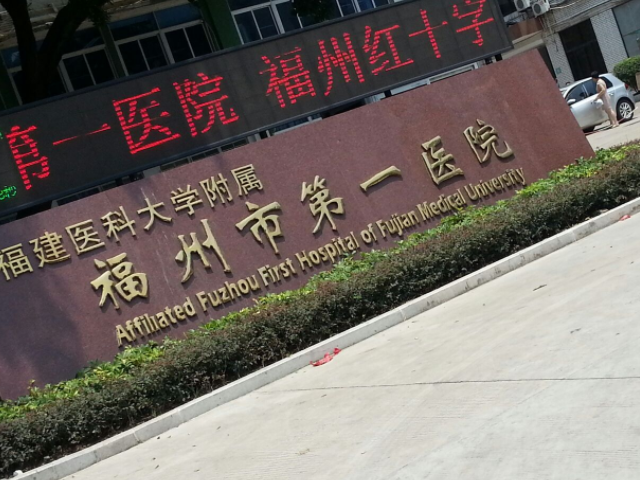 第一医院 福州红十字
福建医科大学附属
福州市第一医院
Affiliated Fuzhou First Hospital of Fujian Medical University